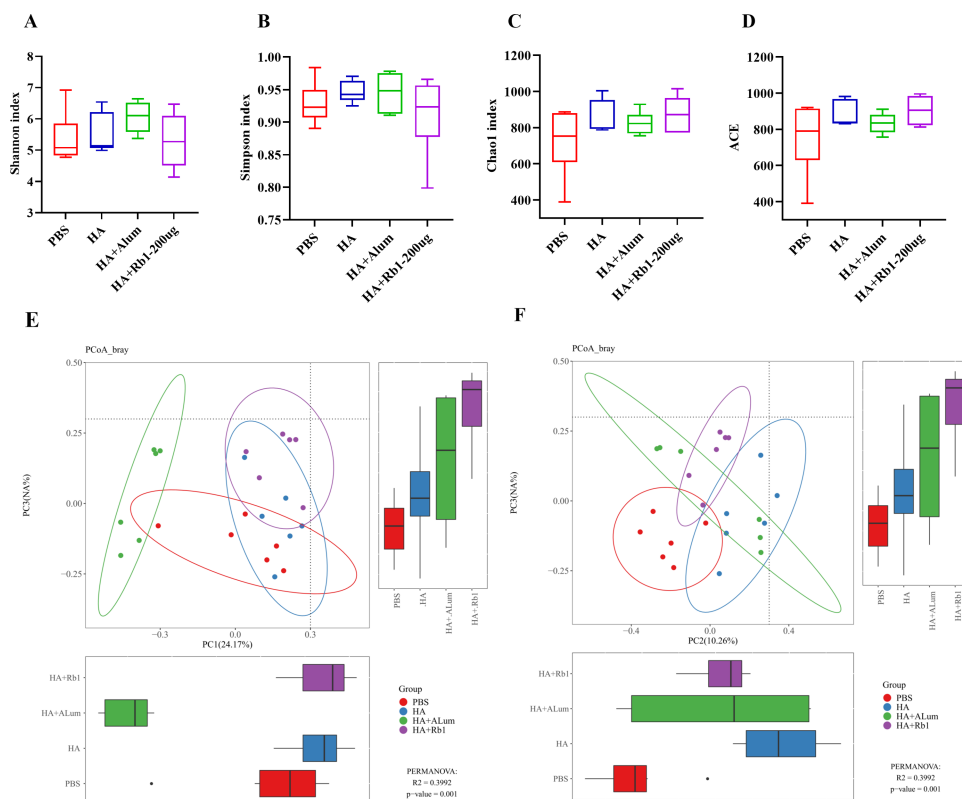 A
Shannon index
8
7
6
5
4
3
PBS
HA
HA+Alum
HA+Rb1-200ug
B
Simpson index
1.00
0.95
0.90
0.85
0.80
0.75
PBS
HA
HA+Alum
HA+Rb1-200ug
C
Chao1 index
1200
1000
800
600
400
PBS
HA
HA+Alum
HA+Rb1-200ug
D
ACE
1200
1000
800
600
400
PBS
HA
HA+Alum
HA+Rb1-200ug
E
PCoA_bray
PC3(NA%)
0.50
0.25
0.00
−0.25
−0.3
0.0
0.3
PC1(24.17%)
PBS
.HA
HA+.ALum
HA+.Rb1
HA+Rb1
HA+ALum
HA
PBS
Group
PBS
HA
HA+ALum
HA+Rb1
PERMANOVA:
R2 = 0.3992
p−value = 0.001
F
PCoA_bray
PC3(NA%)
0.50
0.25
0.00
−0.25
−0.4
0.0
0.4
PC2(10.26%)
PBS
HA
HA+ALum
HA+Rb1
HA+Rb1
HA+ALum
HA
PBS
Group
PBS
HA
HA+ALum
HA+Rb1
PERMANOVA:
R2 = 0.3992
p−value = 0.001